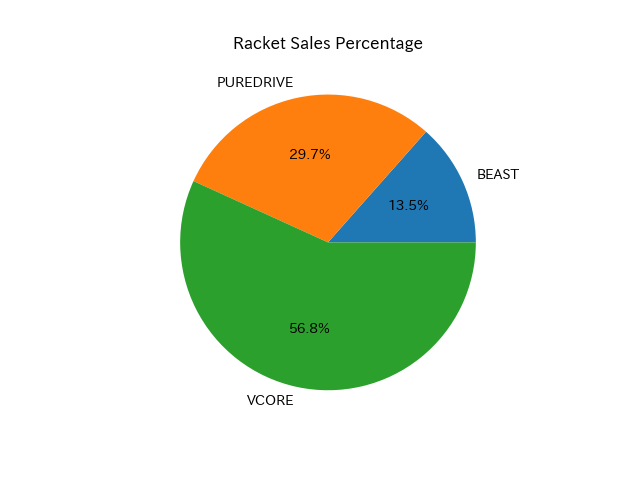 Racket Sales Percentage
PUREDRIVE
29.7%
BEAST
13.5%
56.8%
VCORE